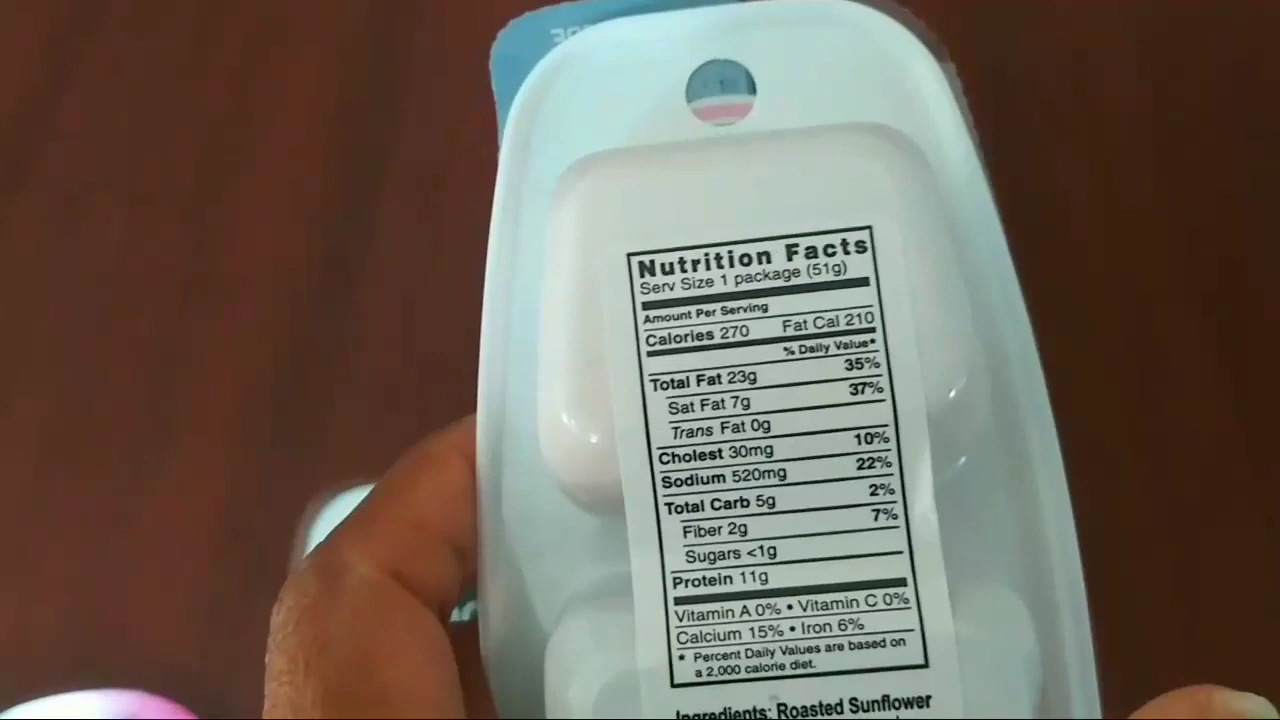 Nutrition Facts
Serv Size 1 package (51g)
Amount Per Serving
Calories 270 Fat Cal 210
% Daily Value*
Total Fat 23g 35%
Sat Fat 7g 37%
Trans Fat 0g
Cholest 30mg 10%
Sodium 520mg 22%
Total Carb 5g 2%
Fiber 2g 7%
Sugars <1g
Protein 11g
Vitamin A 0% • Vitamin C 0%
Calcium 15% • Iron 6%
* Percent Daily Values are based on
a 2,000 calorie diet.
Ingredients: Roasted Sunflower